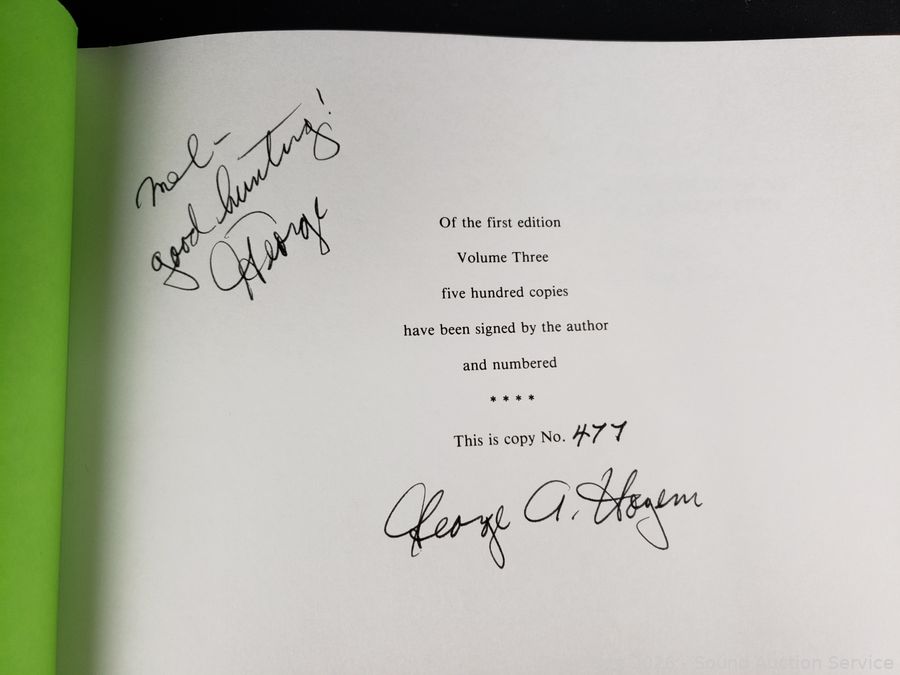 Mel-
good hunting!
George
Of the first edition
Volume Three
five hundred copies
have been signed by the author
and numbered
****
This is copy No. 477
George A. Hogem
Sound Auction Service